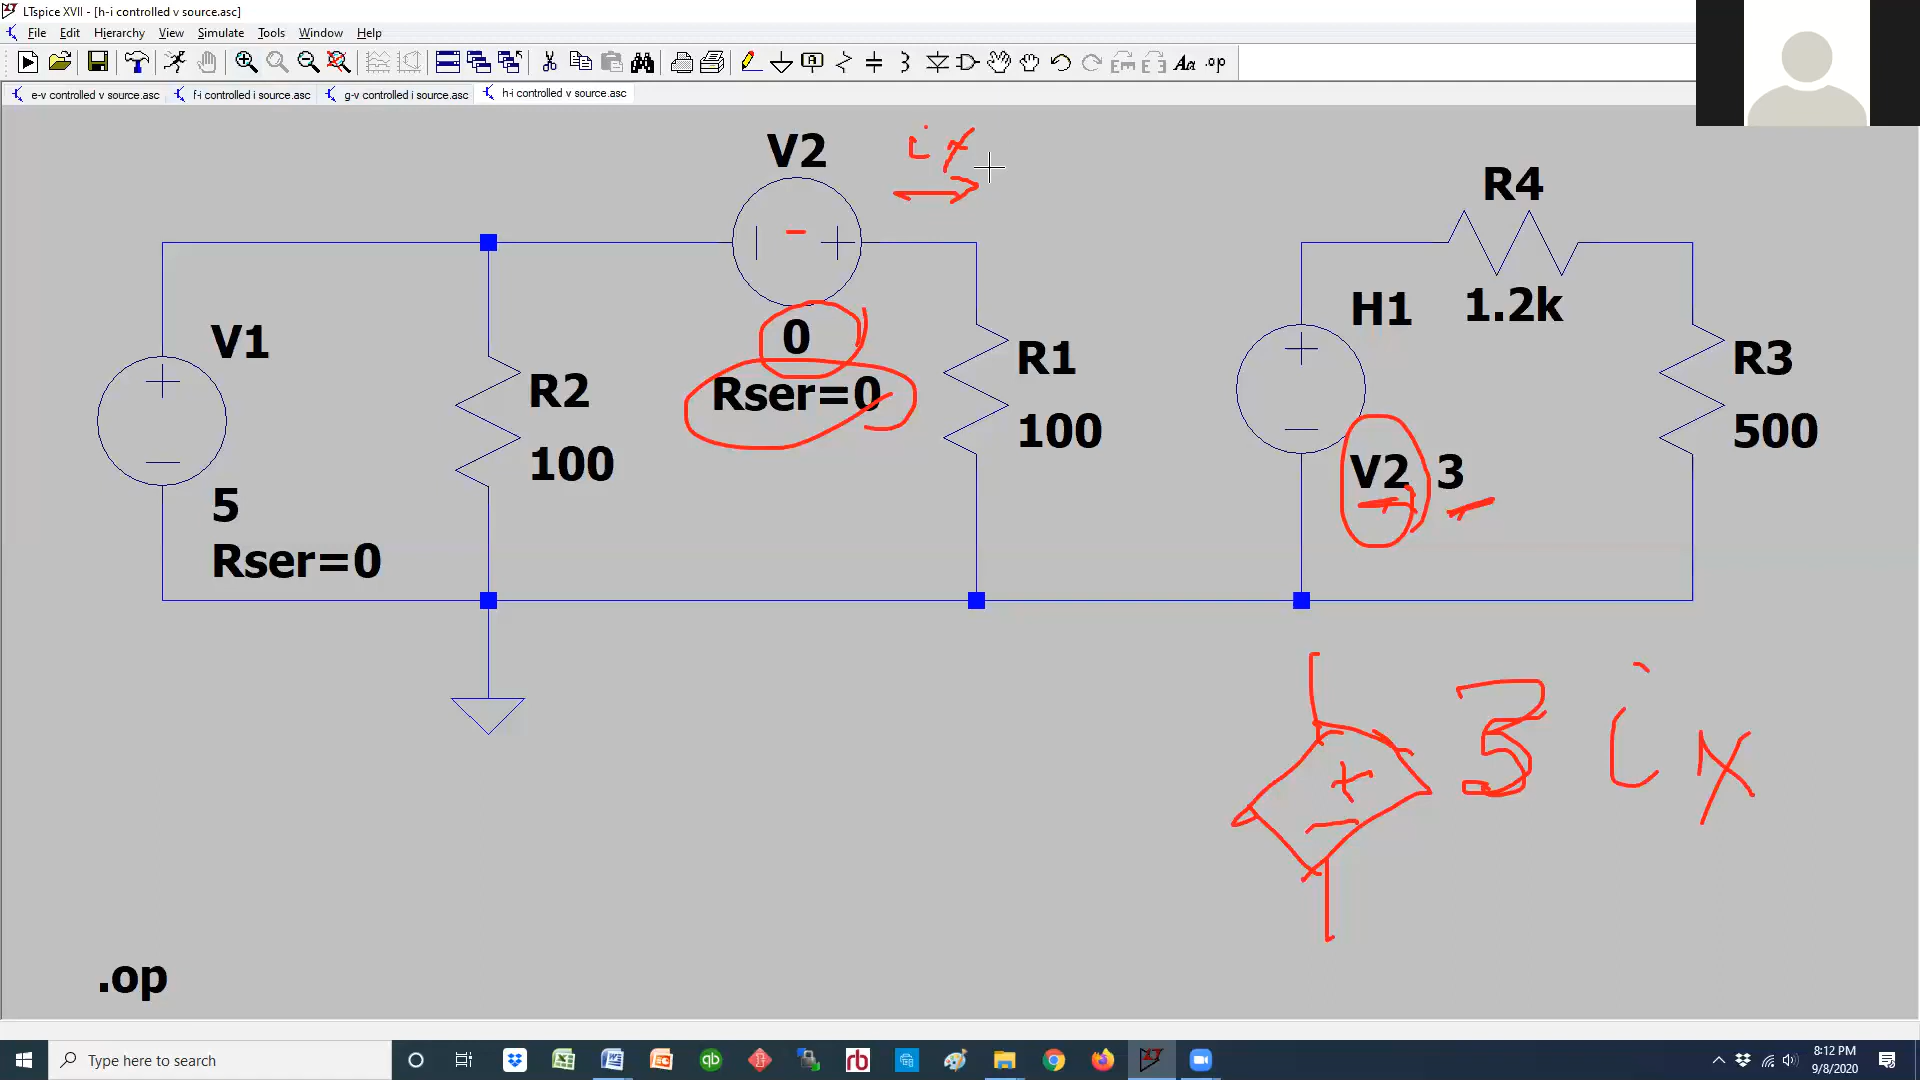 LTspice XVII - [h-i controlled v source.asc]
File Edit Hierarchy View Simulate Tools Window Help
.op
e-v controlled v source.asc f-i controlled i source.asc g-v controlled i source.asc h-i controlled v source.asc
V2
ix
R4
1.2k
H1
V1
5
Rser=0
R2
100
0
Rser=0
R1
100
R3
500
V2 3
3 ix
.op
Type here to search
8:12 PM
9/8/2020